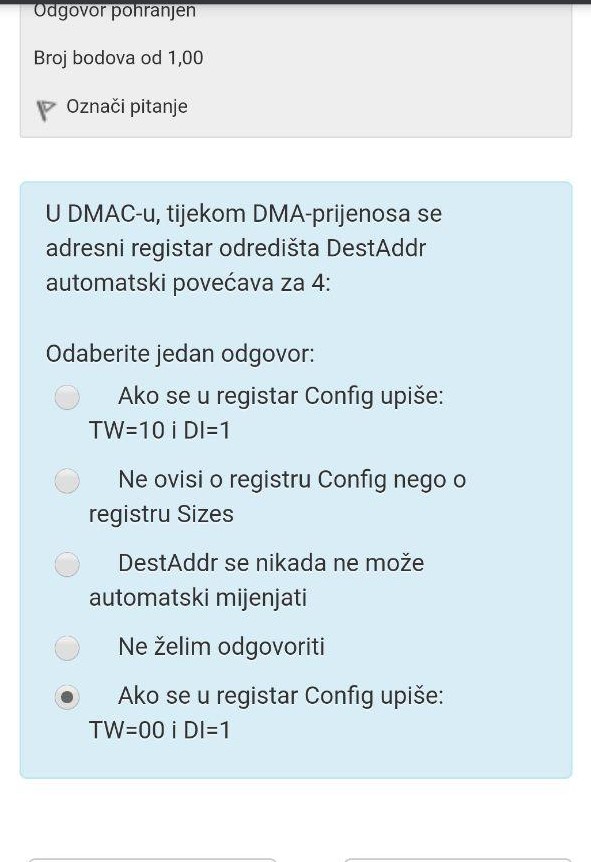 Odgovor pohranjen
Broj bodova od 1,00
Označi pitanje
U DMAC-u, tijekom DMA-prijenosa se
adresni registar odredišta DestAddr
automatski povećava za 4:
Odaberite jedan odgovor:
Ako se u registar Config upiše:
TW=10 i DI=1
Ne ovisi o registru Config nego o
registru Sizes
DestAddr se nikada ne može
automatski mijenjati
Ne želim odgovoriti
Ako se u registar Config upiše:
TW=00 i DI=1